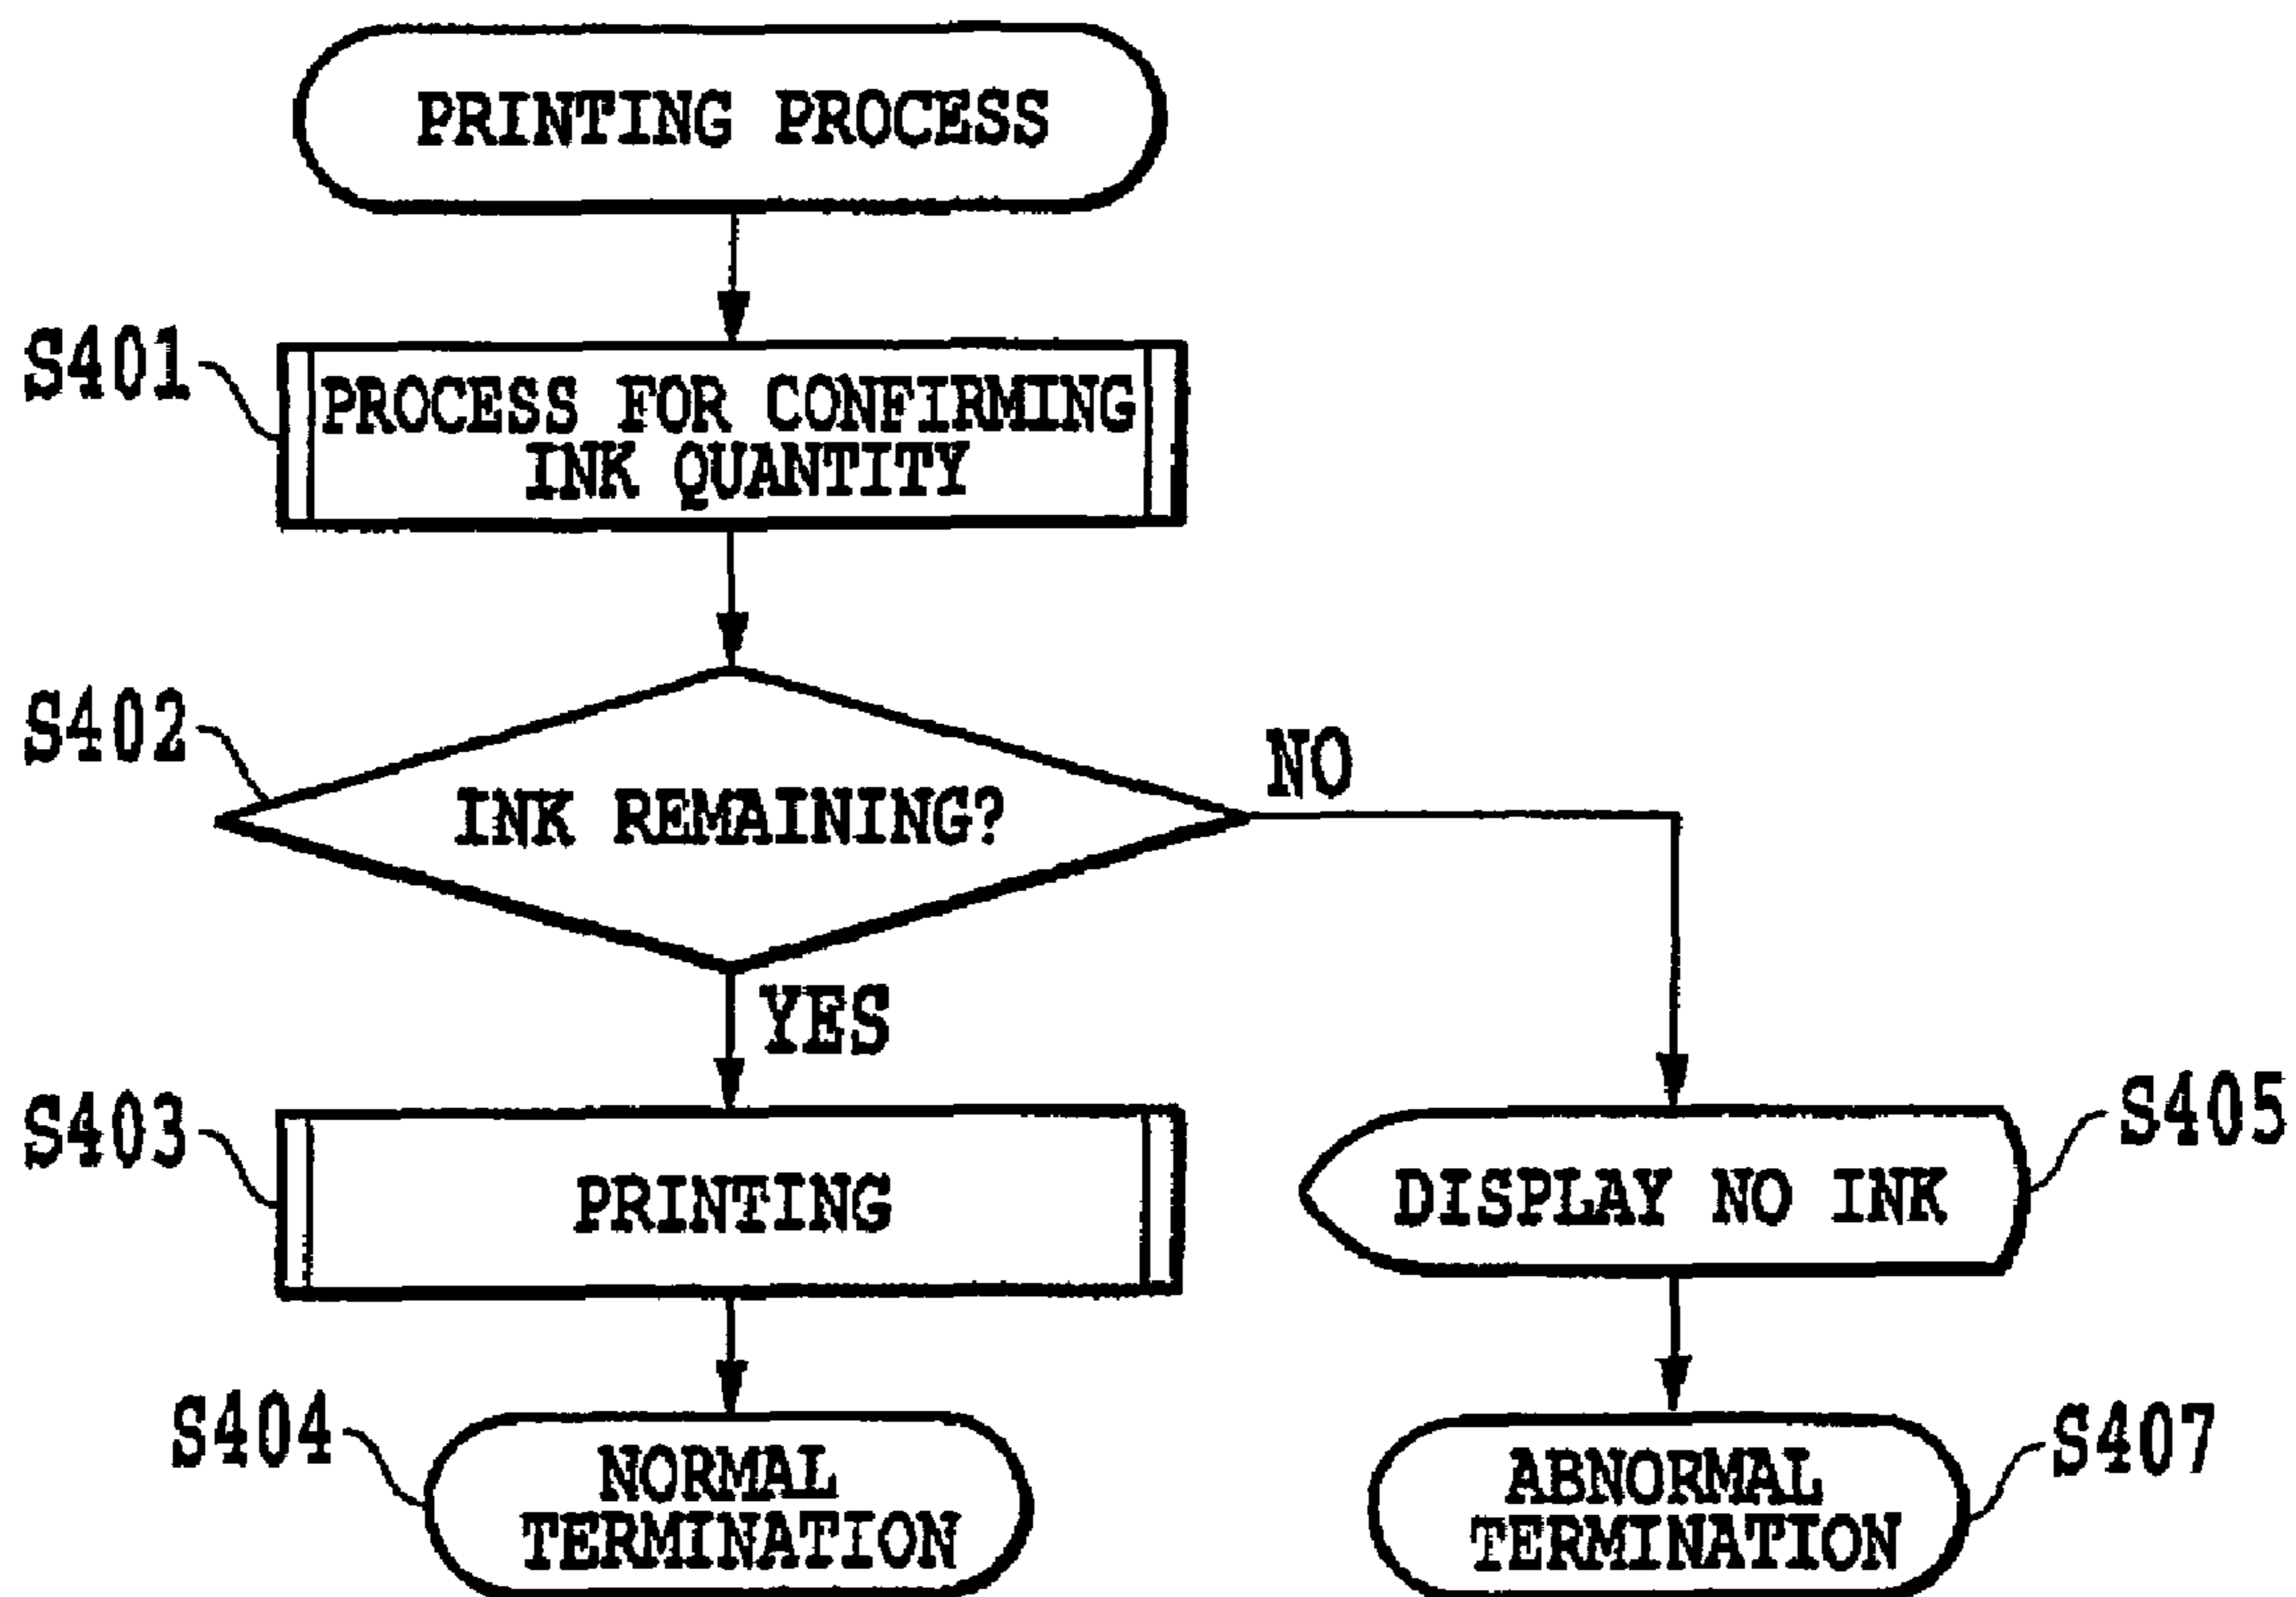 PRINTING PROCESS
S401
PROCESS FOR CONFIRMING
INK QUANTITY
S402
INK REMAINING?
NO
YES
S403
PRINTING
DISPLAY NO INK
S405
S404
NORMAL
TERMINATION
ABNORMAL
TERMINATION
S407